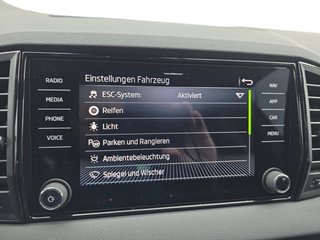 RADIO
MEDIA
PHONE
VOICE
Einstellungen Fahrzeug
ESC-System: Aktiviert
Reifen
Licht
Parken und Rangieren
Ambientebeleuchtung
Spiegel und Wischer
NAV
APP
CAR
MENU